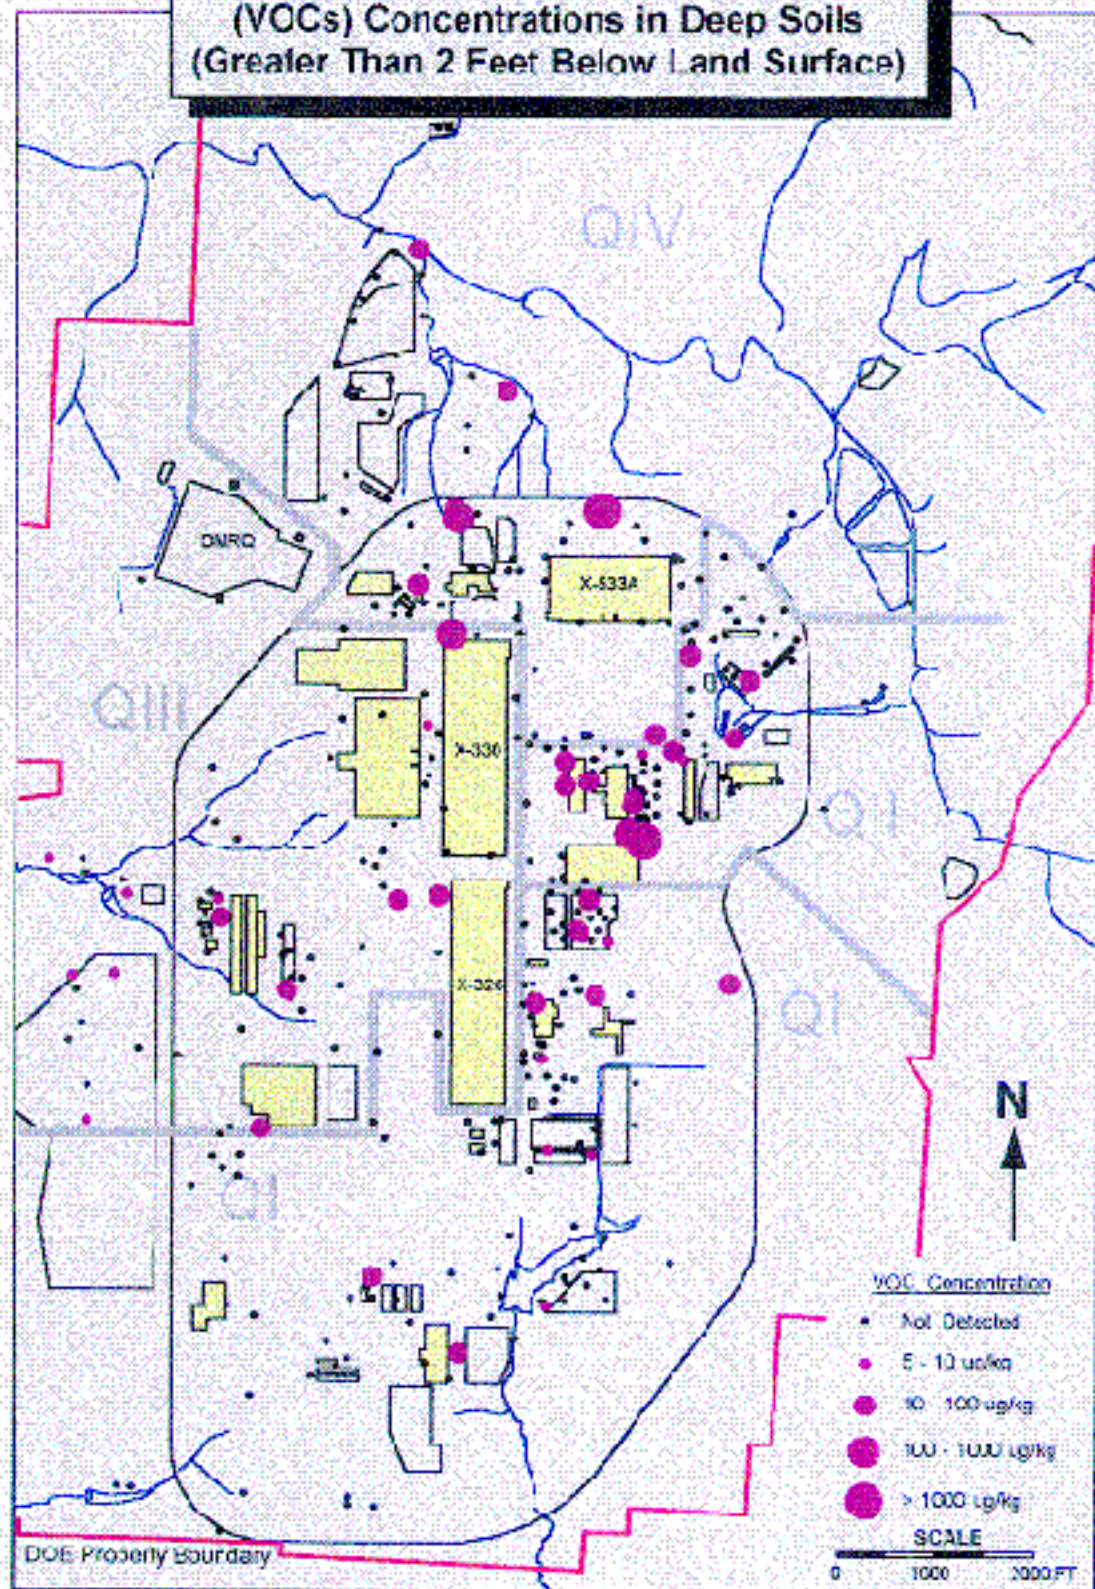 (VOCs) Concentrations in Deep Soils
(Greater Than 2 Feet Below Land Surface)
QIV
X-533A
QIII
X-330
QII
X-326
QI
N
QI
VOC Concentration
Not Detected
5 - 10 ug/kg
10 - 100 ug/kg
100 - 1000 ug/kg
> 1000 ug/kg
SCALE
0 1000 2000 FT
DOE Property Boundary